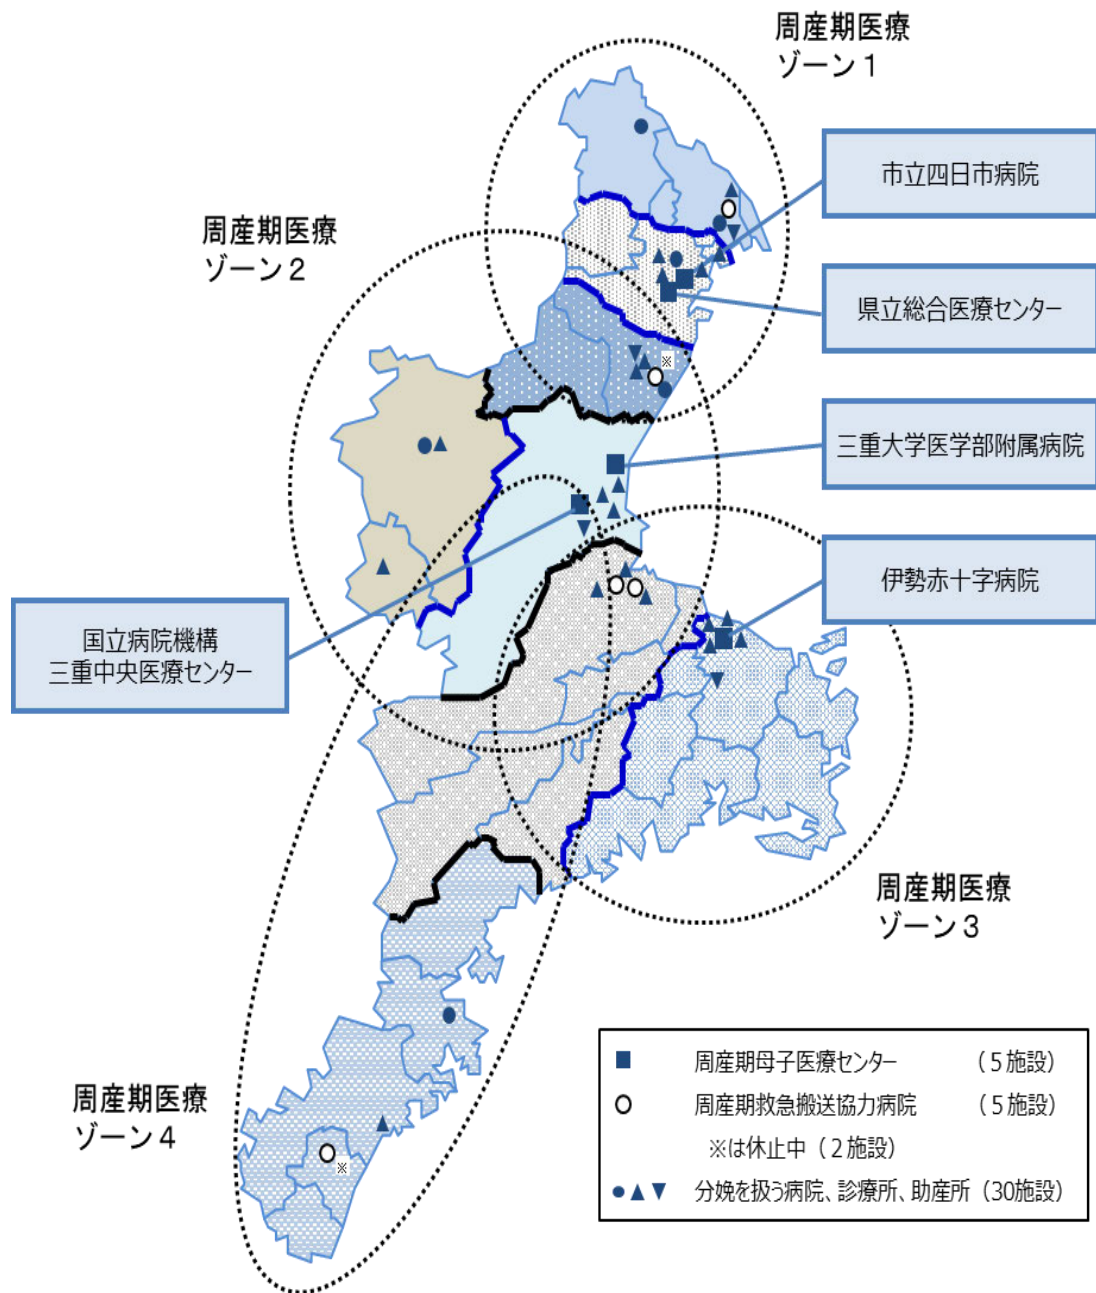 周産期医療
ゾーン１
市立四日市病院
周産期医療
ゾーン２
県立総合医療センター
※
三重大学医学部附属病院
伊勢赤十字病院
国立病院機構
三重中央医療センター
周産期医療
ゾーン３
周産期医療
ゾーン４
※
周産期母子医療センター （５施設）
周産期救急搬送協力病院 （５施設）
※は休止中（２施設）
分娩を扱う病院、診療所、助産所（30施設）